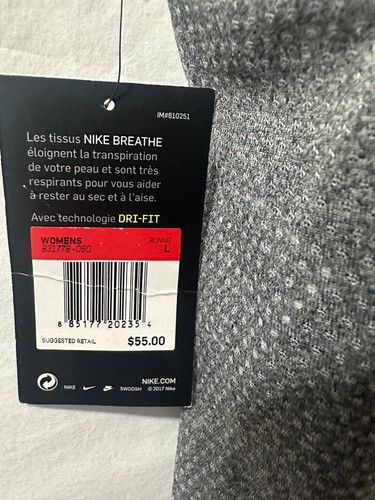 IM#610251
Les tissus NIKE BREATHE
éloignent la transpiration
de votre peau et sont très
respirants pour vous aider
à rester au sec et à l'aise.
Avec technologie DRI-FIT
WOMENS RUNNG
831778-060 L
8 85177 20235 4
SUGGESTED RETAIL $55.00
NIKE.COM
NIKE SWOOSH © 2017 Nike